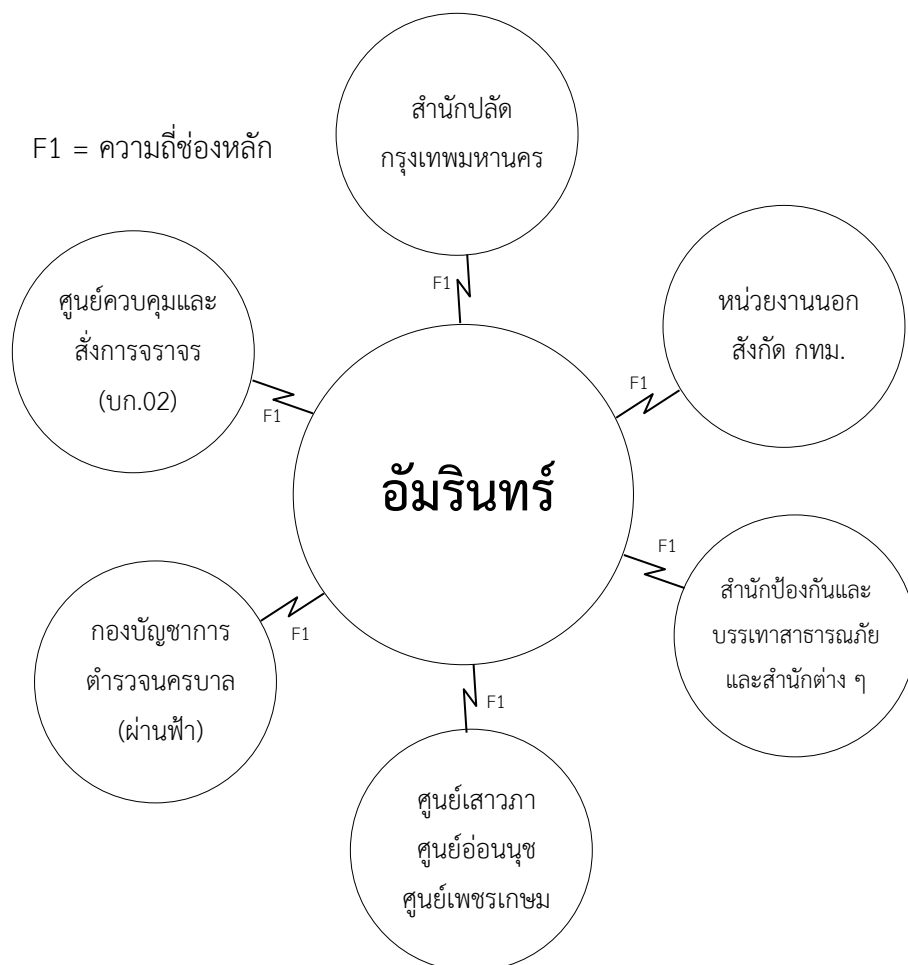 F1 = ความถี่ช่องหลัก
สำนักปลัด
กรุงเทพมหานคร
F1
หน่วยงานนอก
สังกัด กทม.
F1
ศูนย์ควบคุมและ
สั่งการจราจร
(บก.02)
F1
อัมรินทร์
F1
สำนักป้องกันและ
บรรเทาสาธารณภัย
และสำนักต่าง ๆ
กองบัญชาการ
ตำรวจนครบาล
(ผ่านฟ้า)
F1
F1
ศูนย์เสาวภา
ศูนย์อ่อนนุช
ศูนย์เพชรเกษม